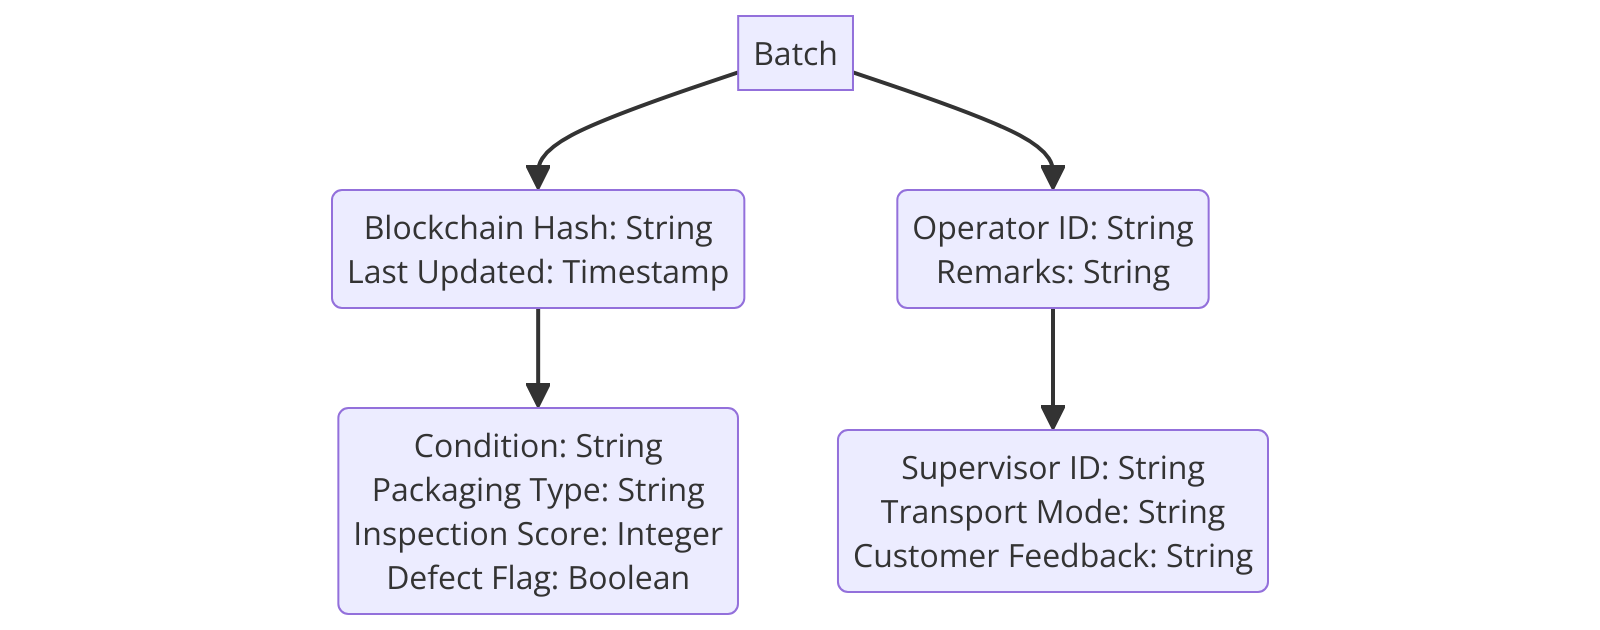 Batch
Blockchain Hash: String
Last Updated: Timestamp
Operator ID: String
Remarks: String
Condition: String
Packaging Type: String
Inspection Score: Integer
Defect Flag: Boolean
Supervisor ID: String
Transport Mode: String
Customer Feedback: String